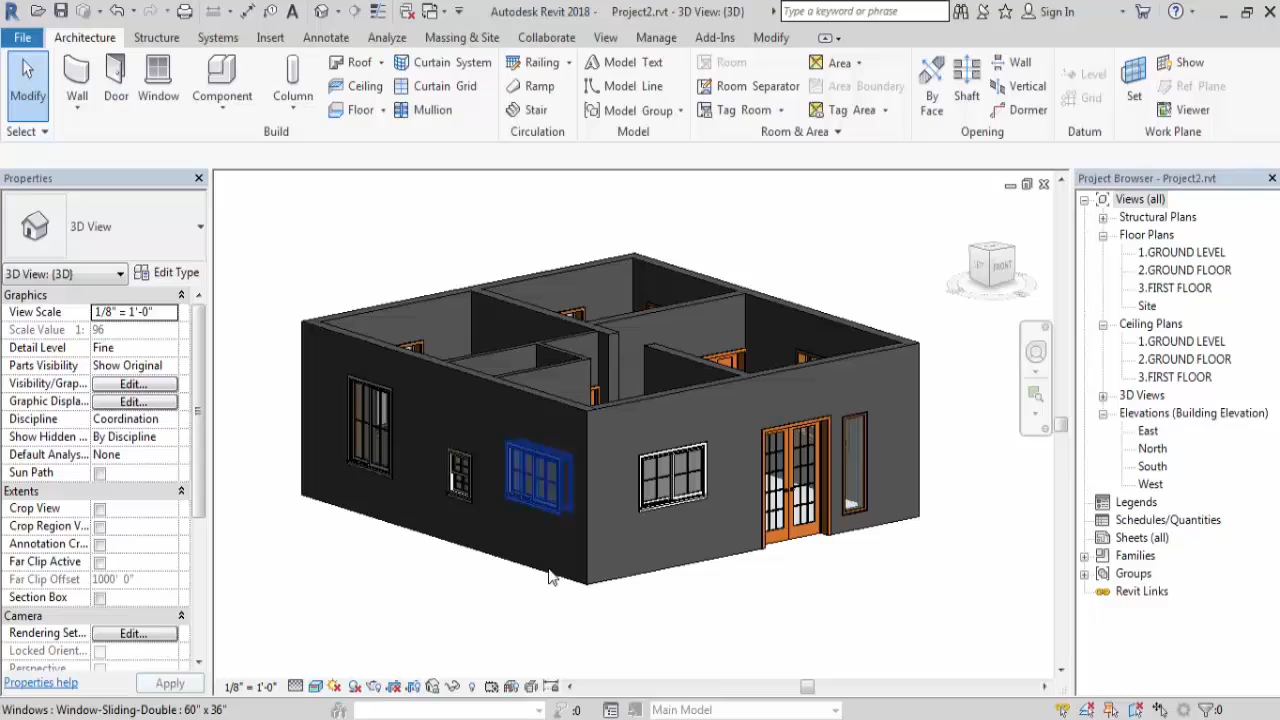 Autodesk Revit 2018 - Project2.rvt - 3D View: {3D} Type a keyword or phrase Sign In
File Architecture Structure Systems Insert Annotate Analyze Massing & Site Collaborate View Manage Add-Ins Modify
Modify Wall Door Window Component Column
Roof Curtain System Railing Model Text Room Area Wall Level Show
Ceiling Curtain Grid Ramp Model Line Room Separator Area Boundary By Face Shaft Vertical Set Ref Plane
Floor Mullion Stair Model Group Tag Room Tag Area Dormer Grid Viewer
Select Build Circulation Model Room & Area Opening Datum Work Plane
Properties
3D View
3D View: {3D} Edit Type
Graphics
View Scale 1/8" = 1'-0"
Scale Value 1: 96
Detail Level Fine
Parts Visibility Show Original
Visibility/Grap... Edit...
Graphic Displa... Edit...
Discipline Coordination
Show Hidden ... By Discipline
Default Analys... None
Sun Path
Extents
Crop View
Crop Region V...
Annotation Cr...
Far Clip Active
Far Clip Offset 1000' 0"
Section Box
Camera
Rendering Set... Edit...
Locked Orient...
Perspective
Properties help Apply
LEFT FRONT
Project Browser - Project2.rvt
Views (all)
Structural Plans
Floor Plans
1.GROUND LEVEL
2.GROUND FLOOR
3.FIRST FLOOR
Site
Ceiling Plans
1.GROUND LEVEL
2.GROUND FLOOR
3.FIRST FLOOR
3D Views
Elevations (Building Elevation)
East
North
South
West
Legends
Schedules/Quantities
Sheets (all)
Families
Groups
Revit Links
1/8" = 1'-0"
Windows : Window-Sliding-Double : 60" x 36" :0 Main Model :0